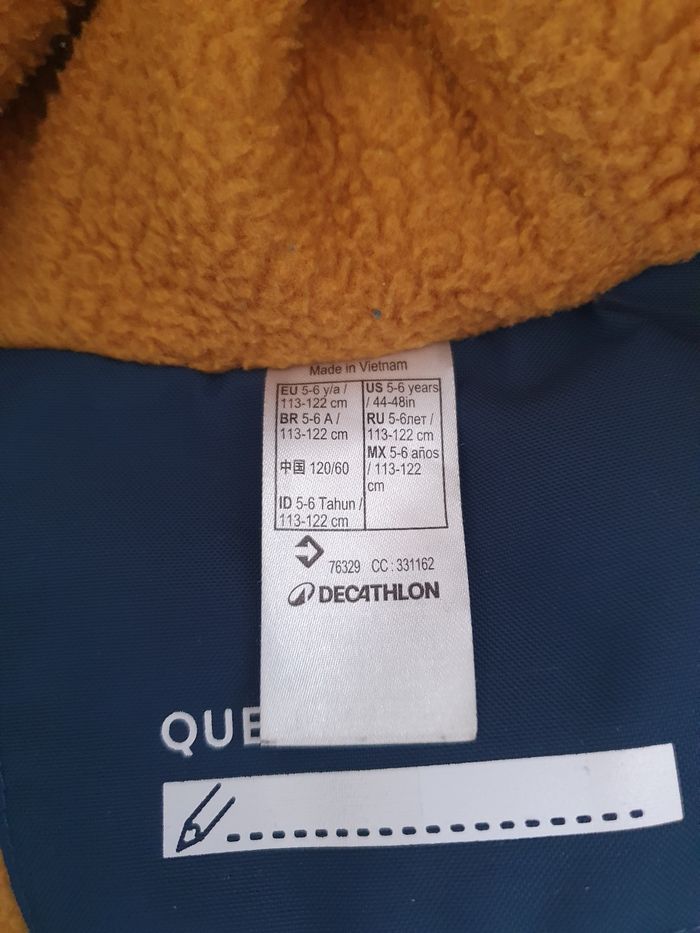 Made in Vietnam
EU 5-6 y/a /
113-122 cm
BR 5-6 A /
113-122 cm
中国 120/60
ID 5-6 Tahun /
113-122 cm
US 5-6 years
/ 44-48in
RU 5-6лет /
113-122 cm
MX 5-6 años
/ 113-122
cm
76329 CC : 331162
DECATHLON
QUE